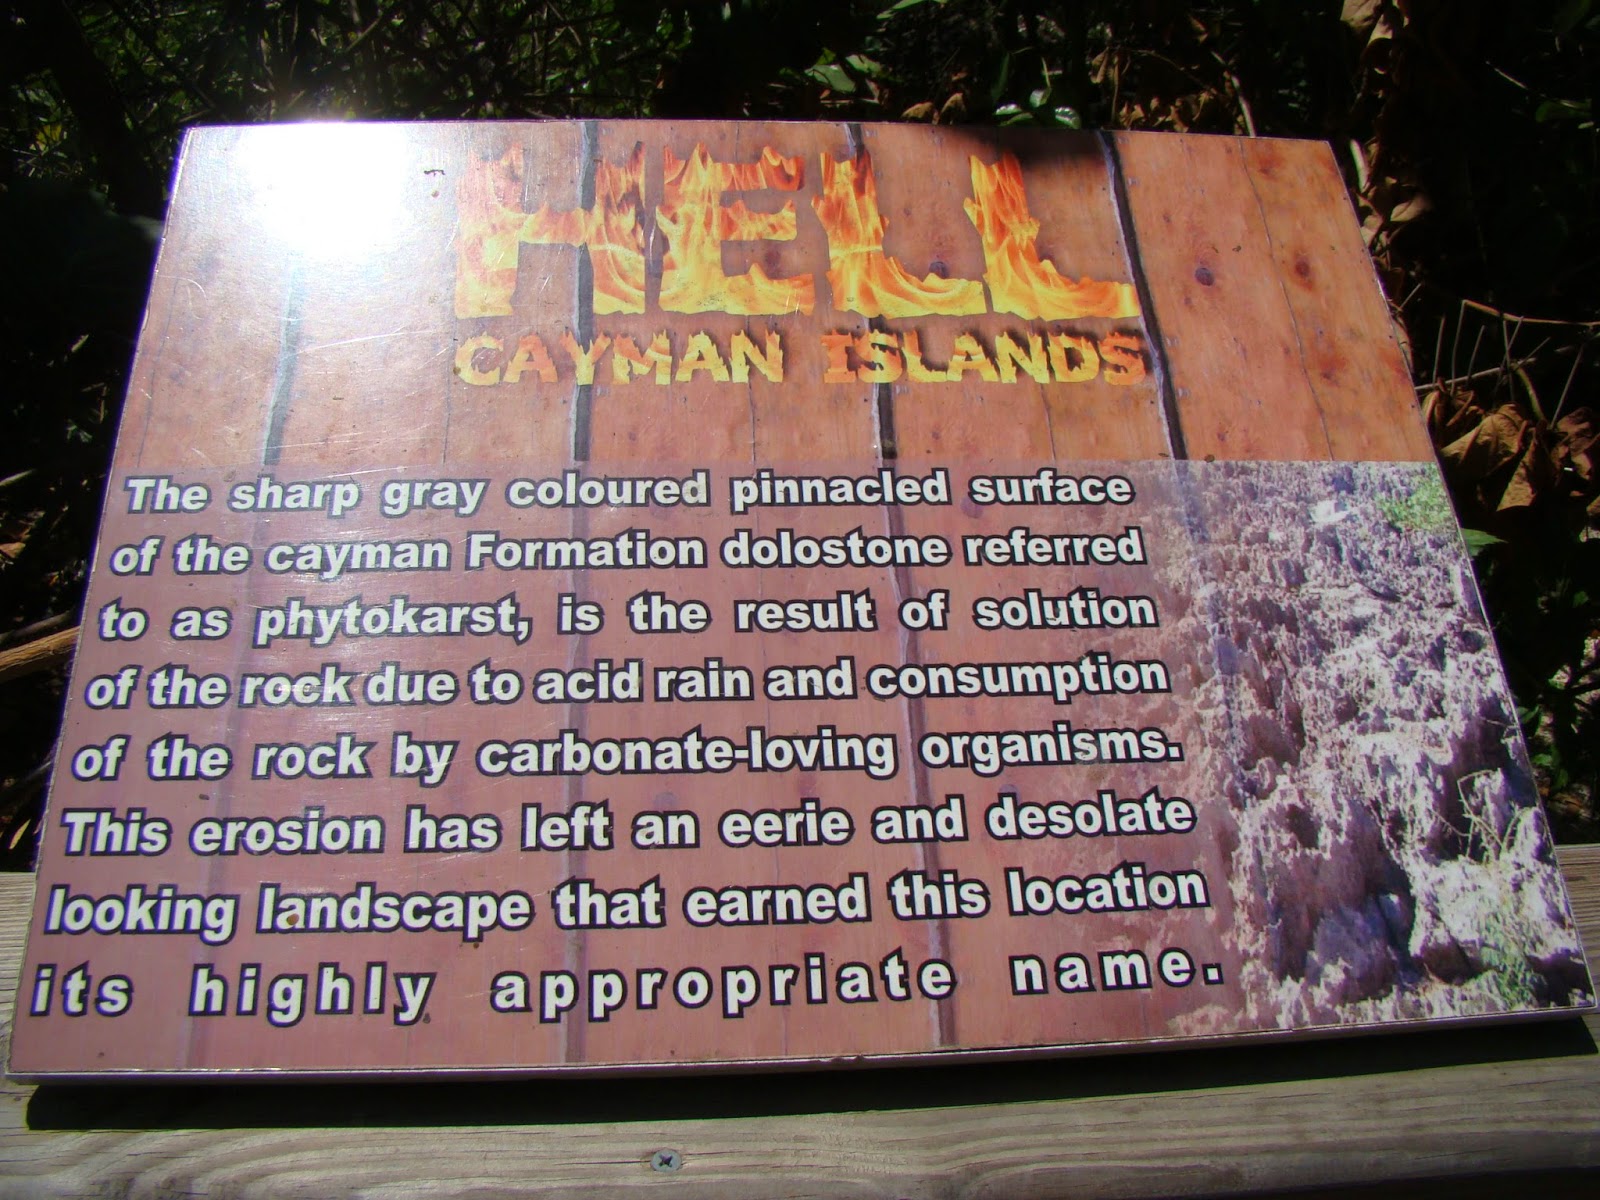 HELL
CAYMAN ISLANDS
The sharp gray coloured pinnacled surface
of the cayman Formation dolostone referred
to as phytokarst, is the result of solution
of the rock due to acid rain and consumption
of the rock by carbonate-loving organisms.
This erosion has left an eerie and desolate
looking landscape that earned this location
its highly appropriate name.